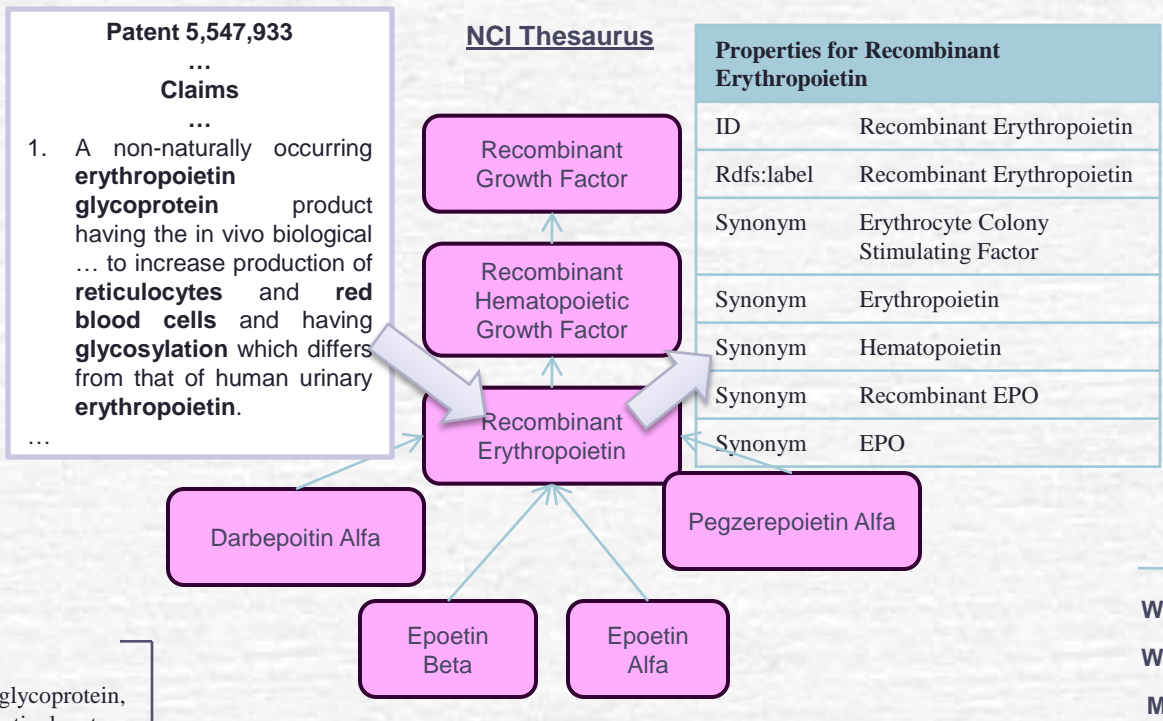 Patent 5,547,933
…
Claims
…
1. A non-naturally occurring
erythropoietin
glycoprotein product
having the in vivo biological
… to increase production of
reticulocytes and red
blood cells and having
glycosylation which differs
from that of human urinary
erythropoietin.
…
NCI Thesaurus
Recombinant
Growth Factor
Recombinant
Hematopoietic
Growth Factor
Recombinant
Erythropoietin
Darbepoitin Alfa
Pegzerepoietin Alfa
Epoetin
Beta
Epoetin
Alfa
Properties for Recombinant
Erythropoietin
ID Recombinant Erythropoietin
Rdfs:label Recombinant Erythropoietin
Synonym Erythrocyte Colony
Stimulating Factor
Synonym Erythropoietin
Synonym Hematopoietin
Synonym Recombinant EPO
Synonym EPO
glycoprotein,
W
W
M